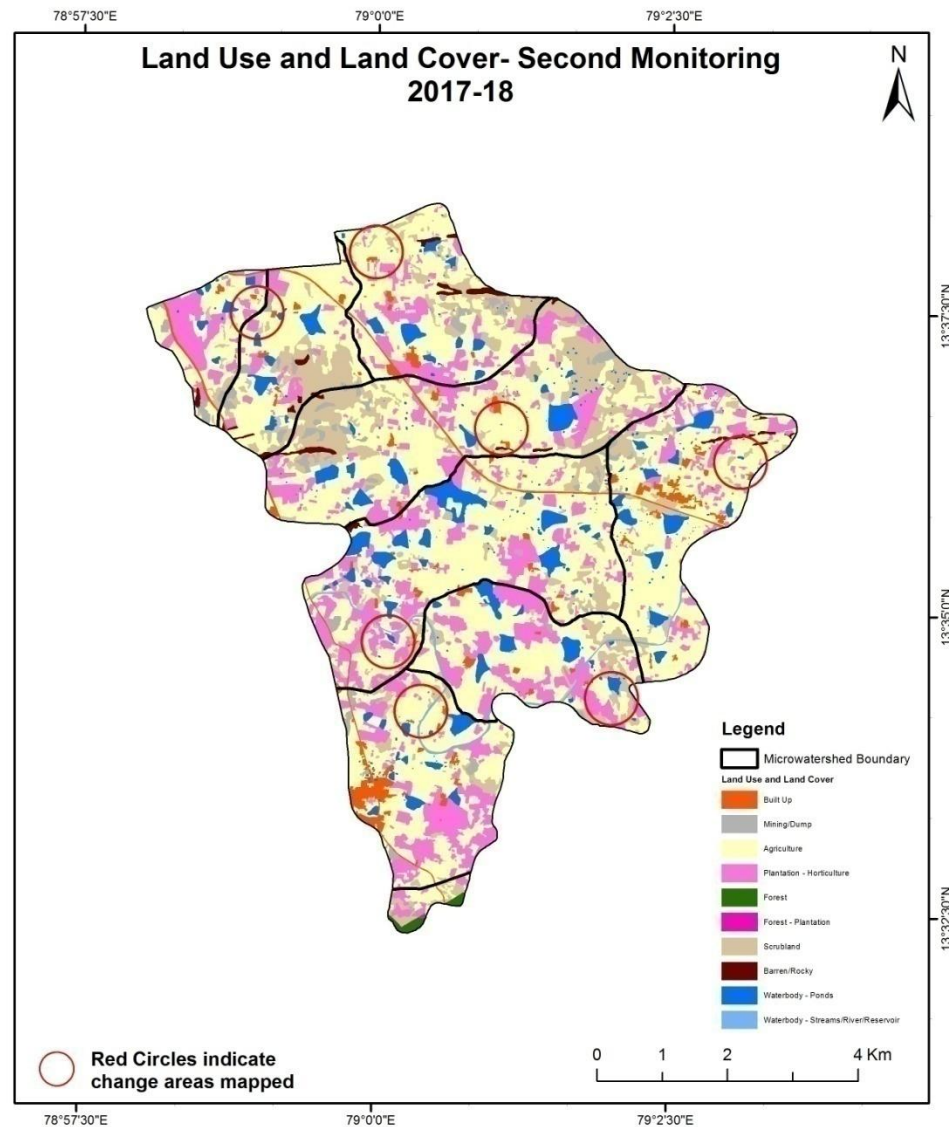 78°57'30"E 79°0'0"E 79°2'30"E
Land Use and Land Cover- Second Monitoring
2017-18
N
13°37'30"N
13°35'0"N
13°32'30"N
Legend
Microwatershed Boundary
Land Use and Land Cover
Built Up
Mining/Dump
Agriculture
Plantation - Horticulture
Forest
Forest - Plantation
Scrubland
Barren/Rocky
Waterbody - Ponds
Waterbody - Streams/River/Reservoir
Red Circles indicate
change areas mapped
0 1 2 4 Km
78°57'30"E 79°0'0"E 79°2'30"E